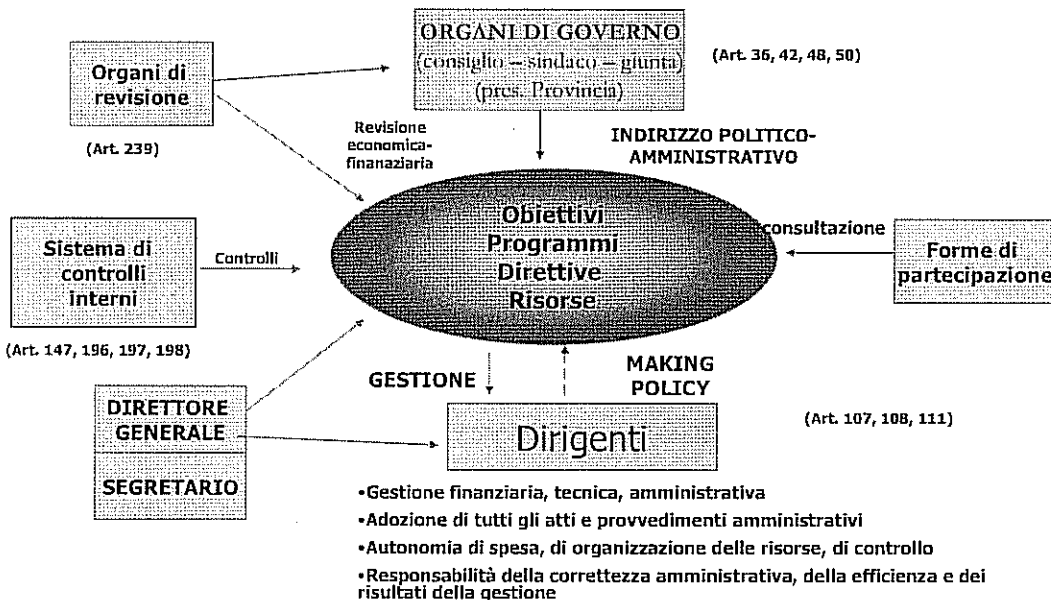 ORGANI DI GOVERNO
(consiglio – sindaco – giunta)
(pres. Provincia)
(Art. 36, 42, 48, 50)
Organi di
revisione
(Art. 239)
Revisione
economica-
finanaziaria
INDIRIZZO POLITICO-
AMMINISTRATIVO
Obiettivi
Programmi
Direttive
Risorse
consultazione
Forme di
partecipazione
Sistema di
controlli
interni
Controlli
(Art. 147, 196, 197, 198)
GESTIONE
MAKING
POLICY
DIRETTORE
GENERALE
SEGRETARIO
Dirigenti
(Art. 107, 108, 111)
•Gestione finanziaria, tecnica, amministrativa
•Adozione di tutti gli atti e provvedimenti amministrativi
•Autonomia di spesa, di organizzazione delle risorse, di controllo
•Responsabilità della correttezza amministrativa, della efficienza e dei
risultati della gestione